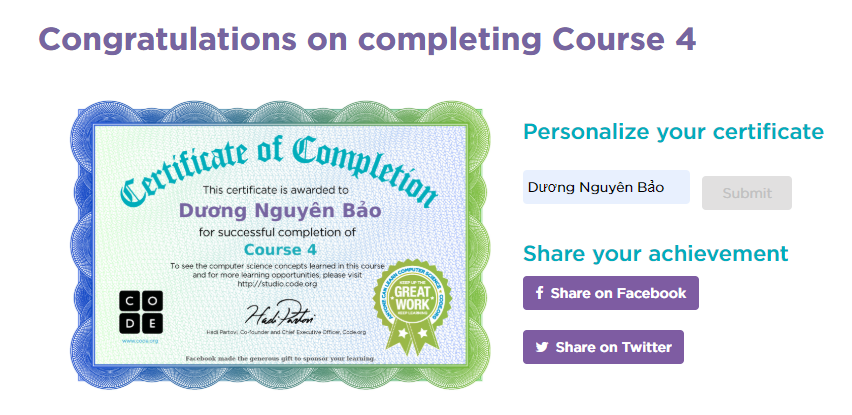 Congratulations on completing Course 4
Certificate of Completion
This certificate is awarded to
Dương Nguyên Bảo
for successful completion of
Course 4
To see the computer science concepts learned in this course
and for more learning opportunities, please visit
http://studio.code.org
C O
D E
www.code.org
Hadi Partovi
Hadi Partovi, Co-founder and Chief Executive Officer, Code.org
ANYONE CAN LEARN COMPUTER SCIENCE
CODE.ORG
KEEP UP THE
GREAT
WORK
KEEP LEARNING
Facebook made the generous gift to sponsor your learning.
Personalize your certificate
Dương Nguyên Bảo
Submit
Share your achievement
f Share on Facebook
Share on Twitter